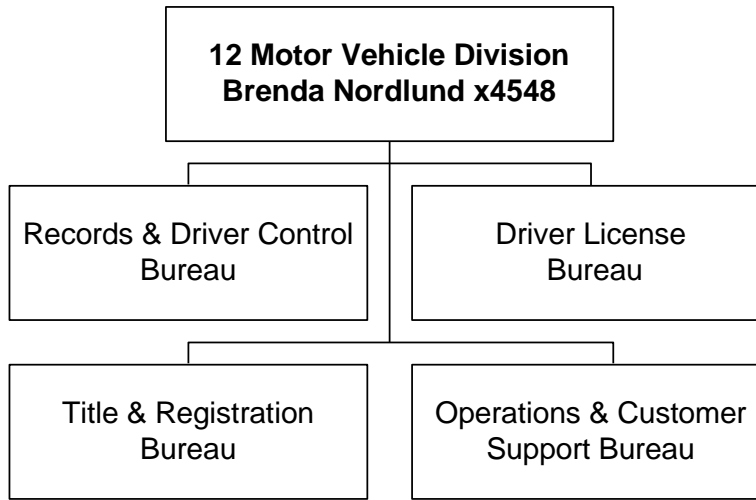 12 Motor Vehicle Division
Brenda Nordlund x4548
Records & Driver Control
Bureau
Driver License
Bureau
Title & Registration
Bureau
Operations & Customer
Support Bureau